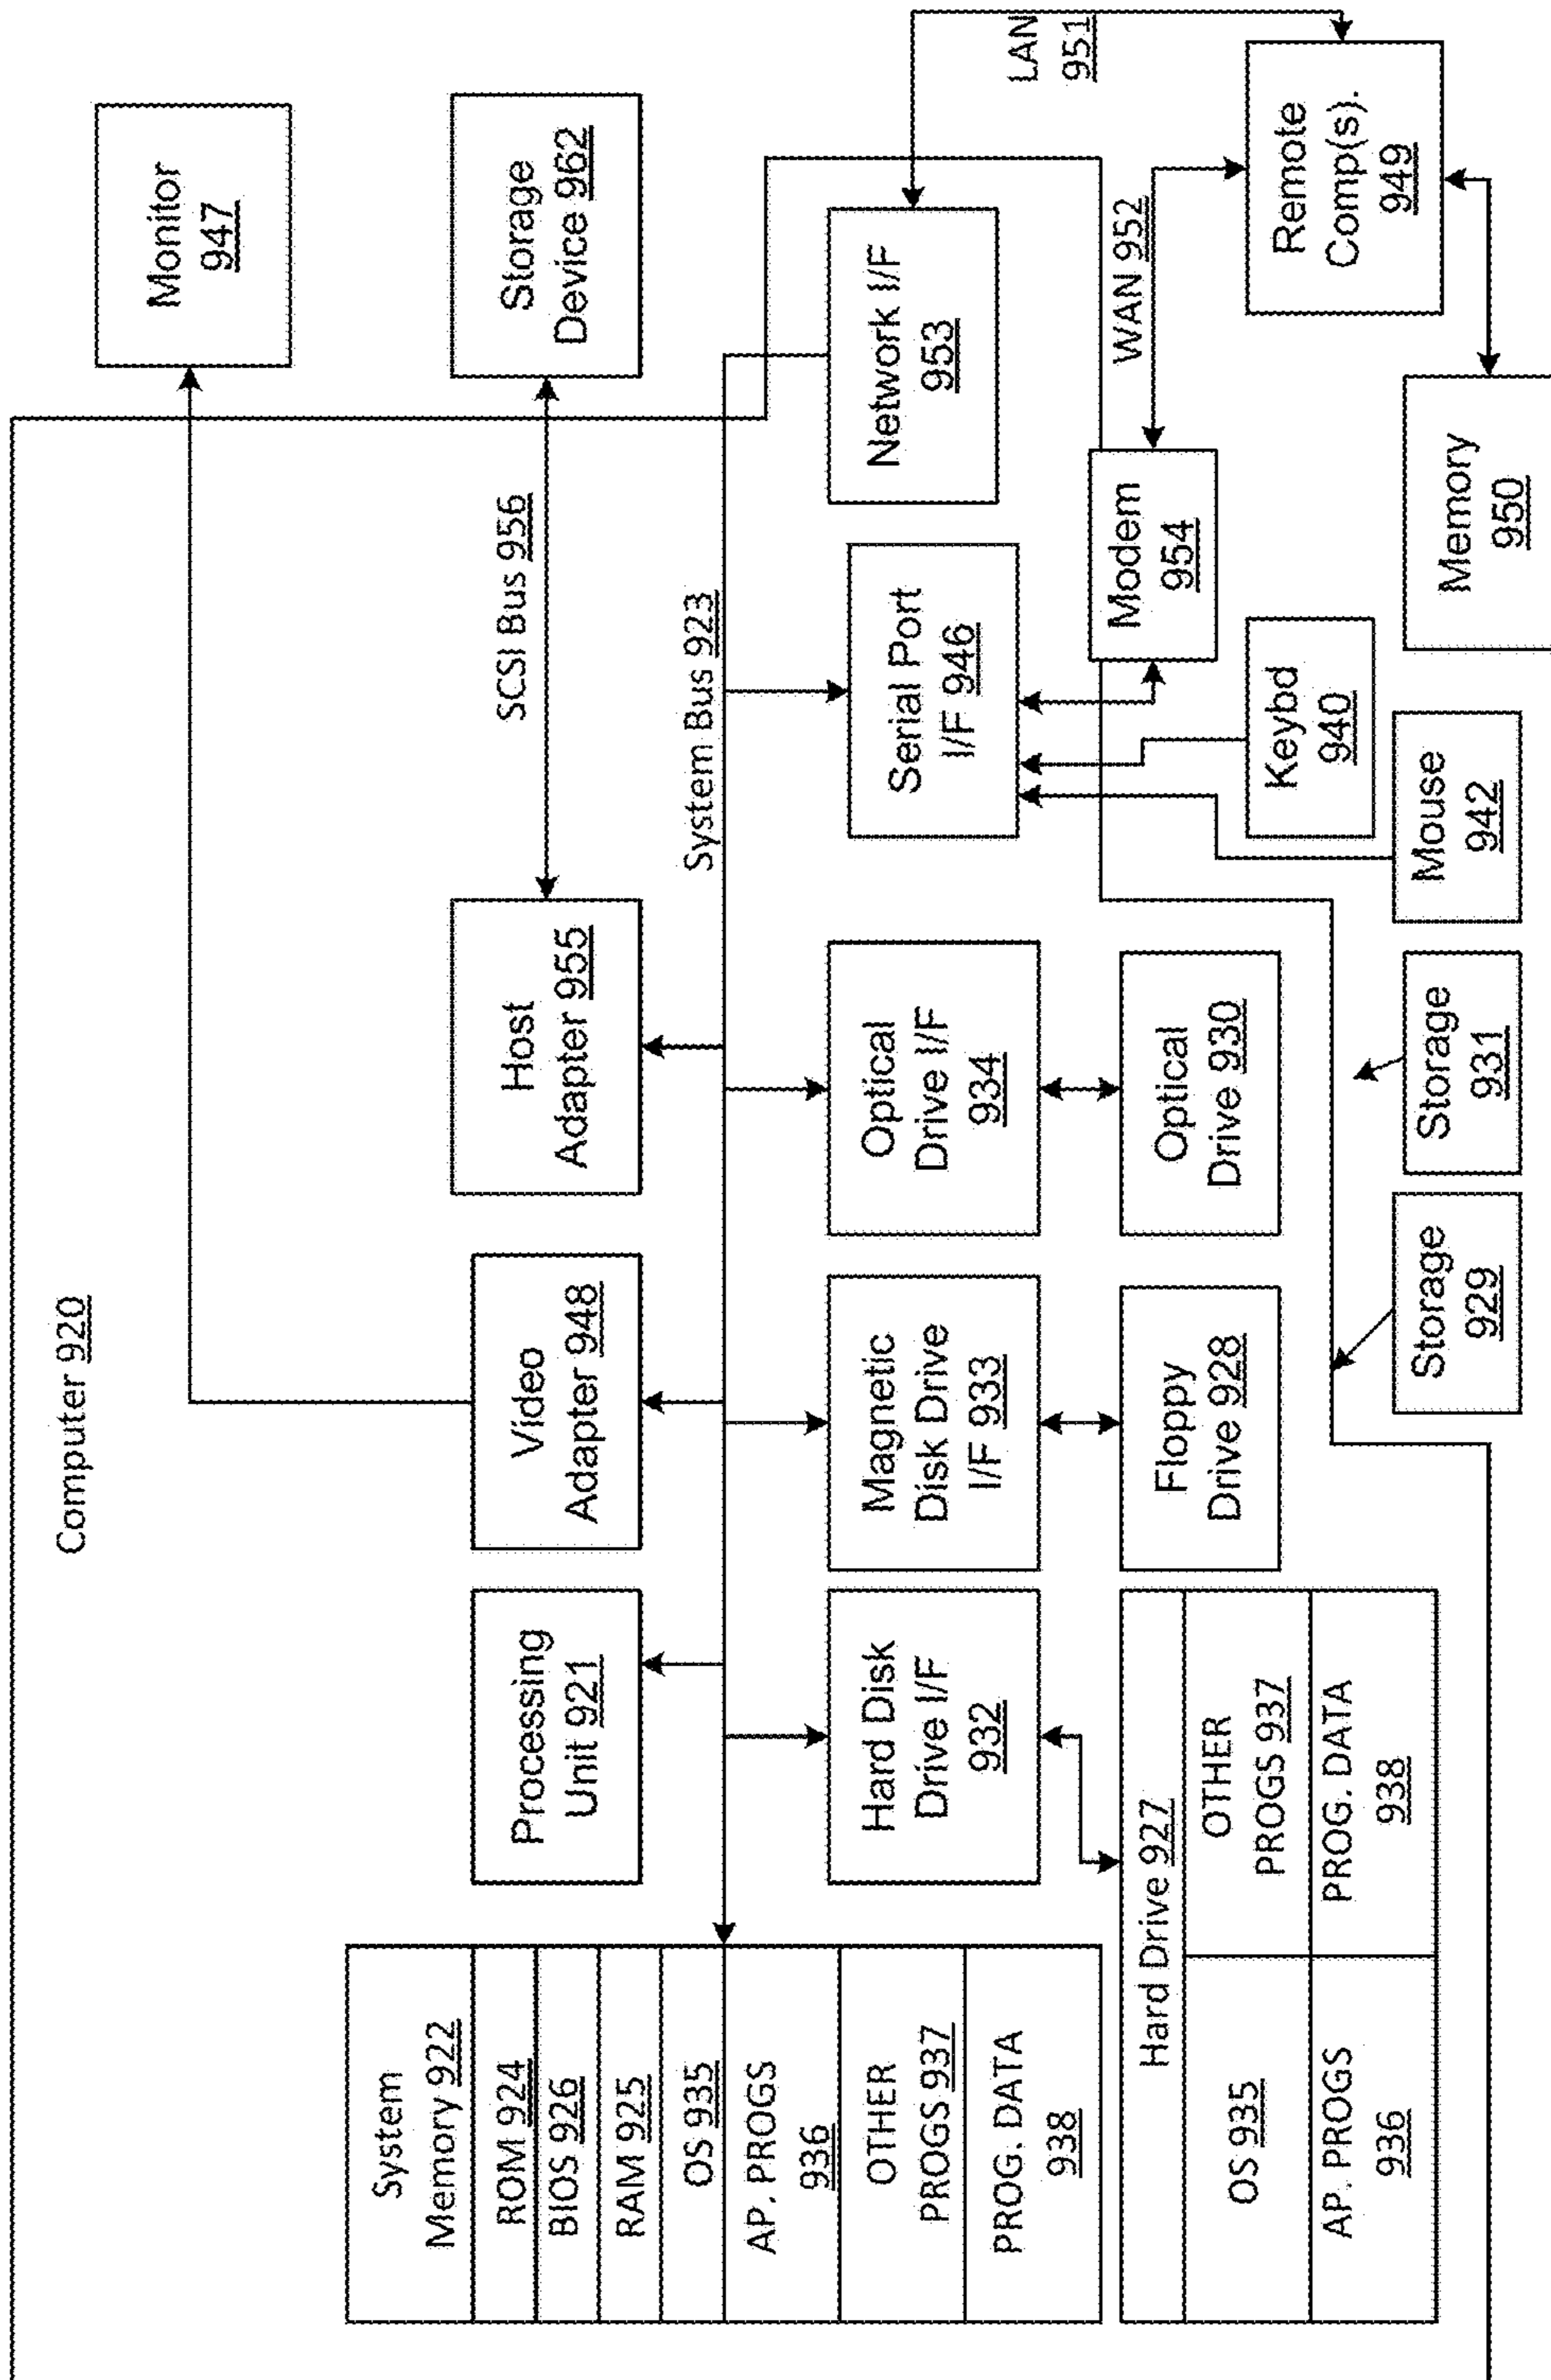 Computer 920
Monitor
947
System
Memory 922
ROM 924
BIOS 926
RAM 925
OS 935
AP. PROGS
936
OTHER
PROGS 937
PROG. DATA
938
Processing
Unit 921
Video
Adapter 948
Host
Adapter 955
SCSI Bus 956
Storage
Device 962
System Bus 923
Hard Disk
Drive I/F
932
Magnetic
Disk Drive
I/F 933
Optical
Drive I/F
934
Serial Port
I/F 946
Network I/F
953
LAN
951
Hard Drive 927
OS 935
OTHER
PROGS 937
AP. PROGS
936
PROG. DATA
938
Floppy
Drive 928
Optical
Drive 930
Modem
954
WAN 952
Keybd
940
Remote
Comp(s).
949
Storage
929
Storage
931
Mouse
942
Memory
950